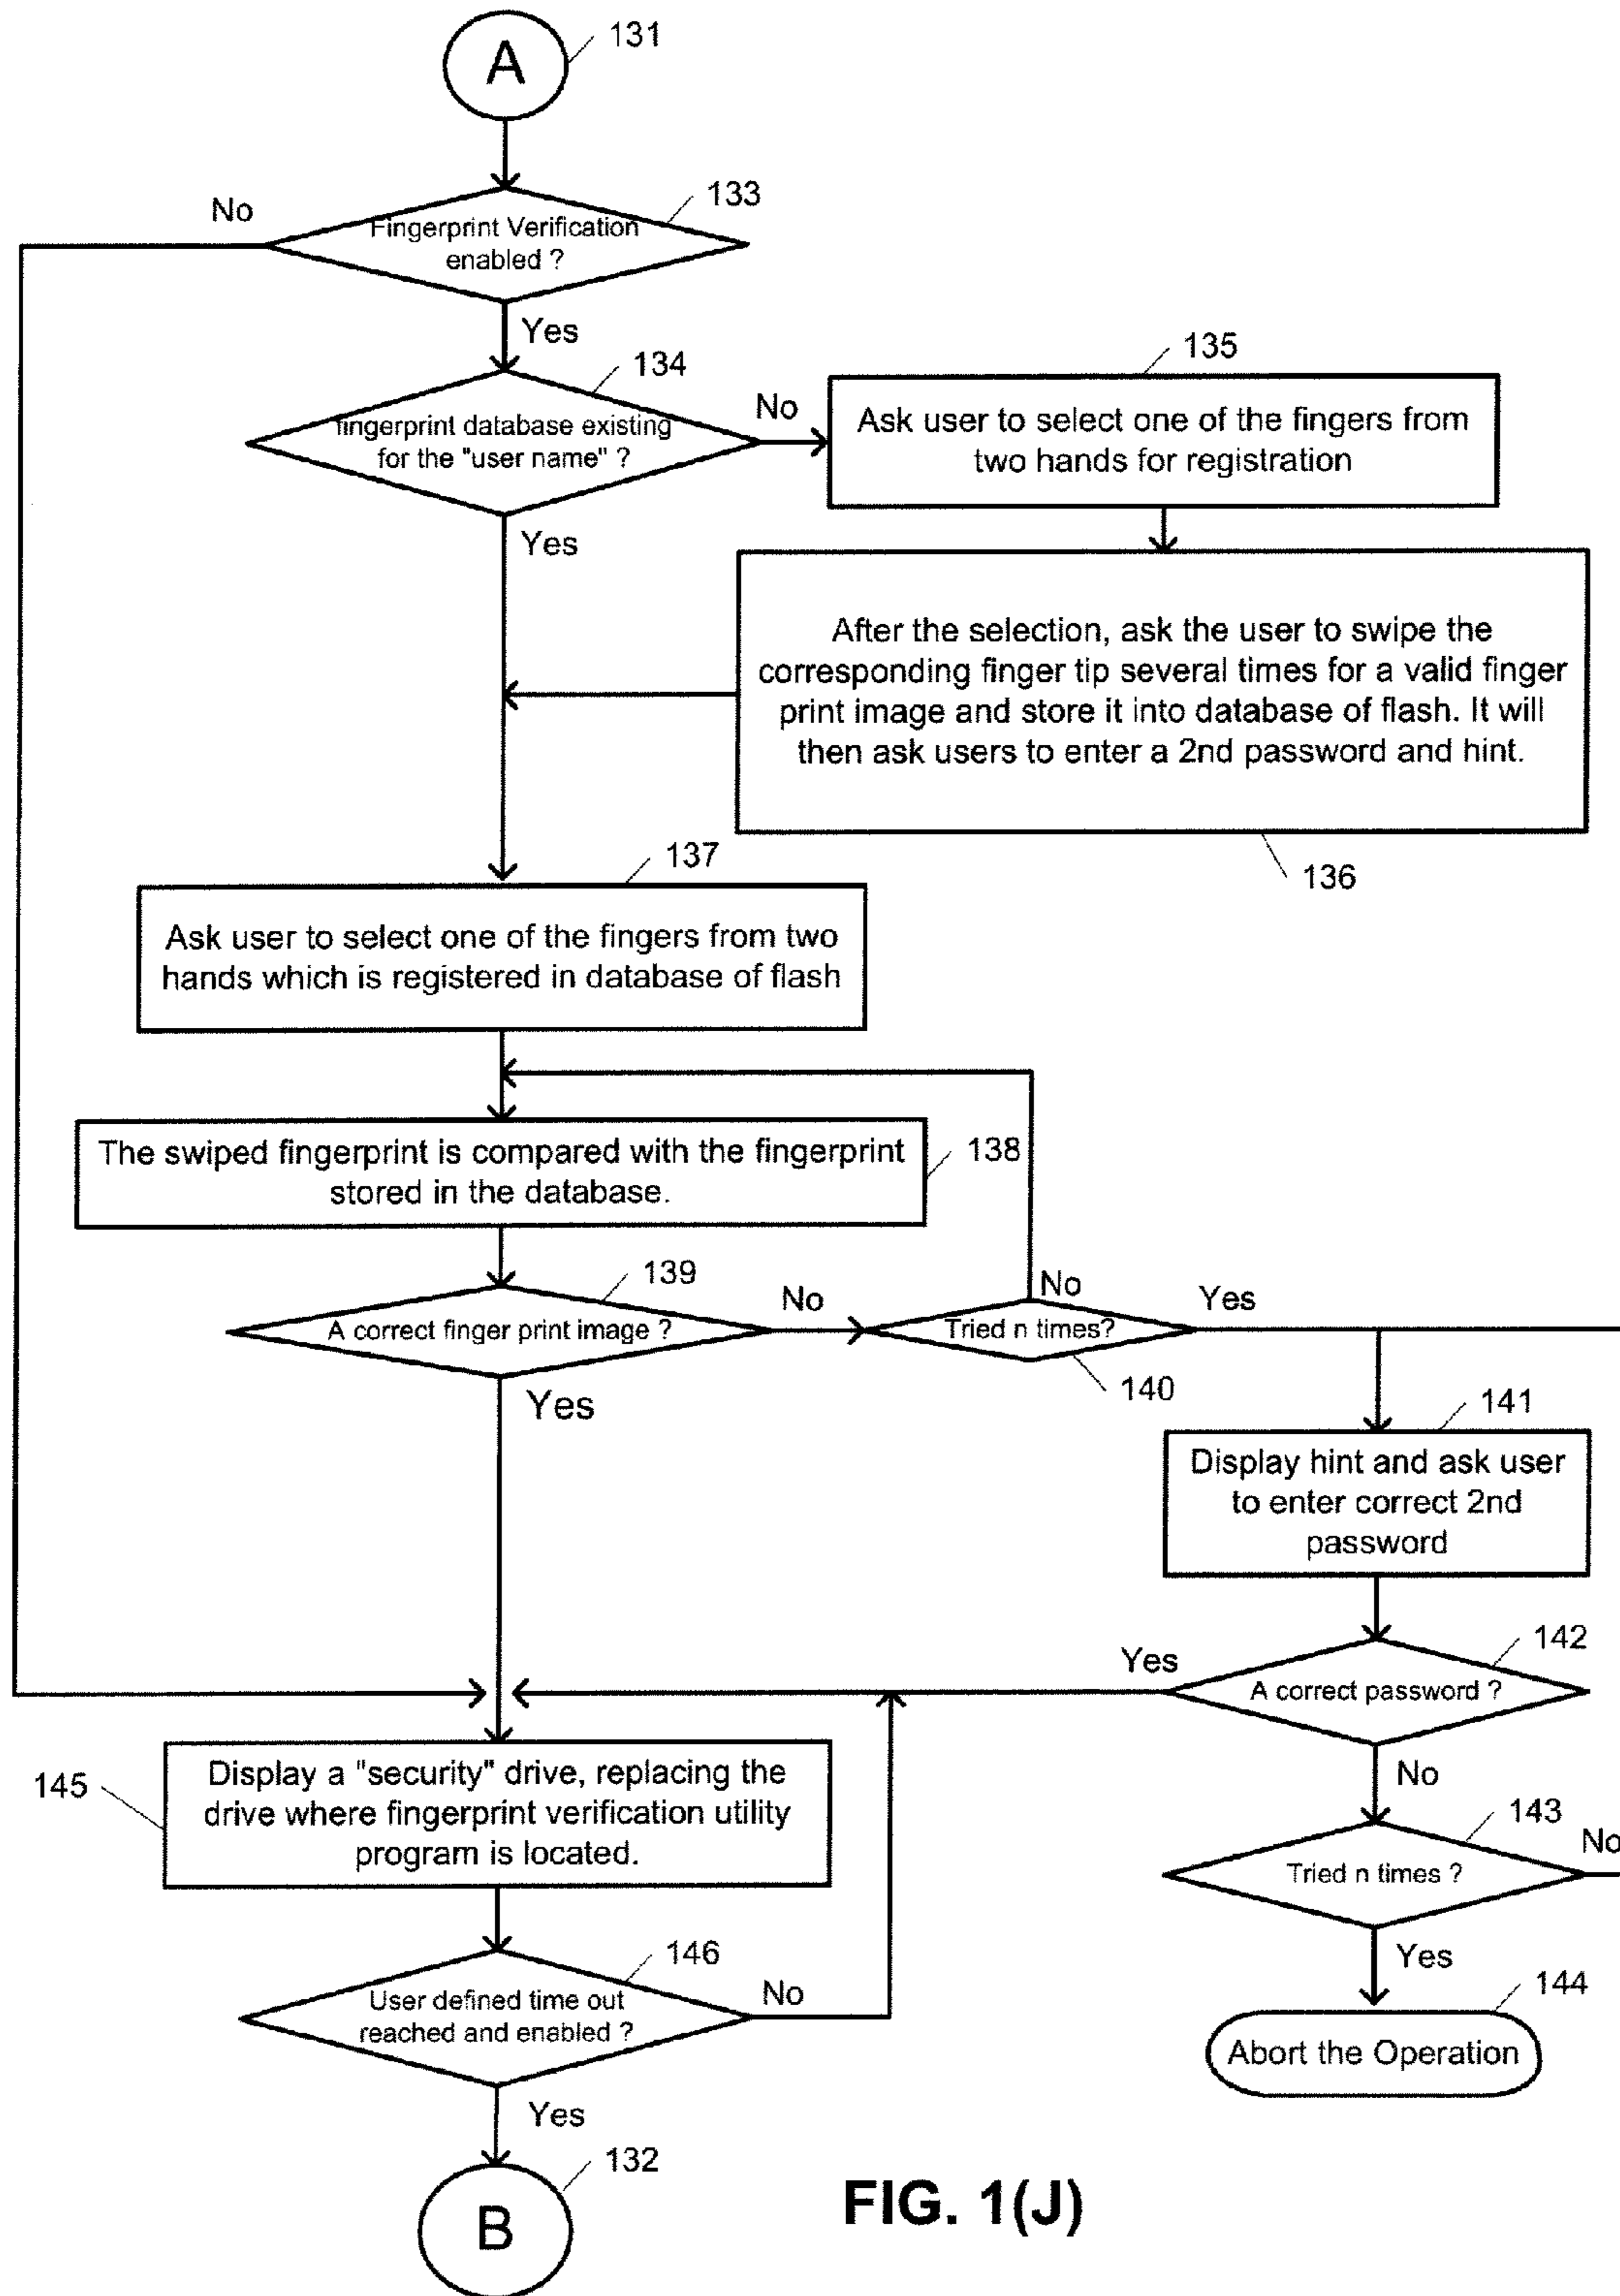 A
131
133
No
Fingerprint Verification
enabled ?
Yes
134
fingerprint database existing
for the "user name" ?
No
135
Ask user to select one of the fingers from
two hands for registration
Yes
After the selection, ask the user to swipe the
corresponding finger tip several times for a valid finger
print image and store it into database of flash. It will
then ask users to enter a 2nd password and hint.
136
137
Ask user to select one of the fingers from two
hands which is registered in database of flash
The swiped fingerprint is compared with the fingerprint
stored in the database.
138
139
A correct finger print image ?
No
Tried n times?
No
Yes
140
Yes
141
Display hint and ask user
to enter correct 2nd
password
142
Yes
A correct password ?
No
143
Tried n times ?
No
Yes
144
Abort the Operation
145
Display a "security" drive, replacing the
drive where fingerprint verification utility
program is located.
146
User defined time out
reached and enabled ?
No
Yes
132
B
FIG. 1(J)